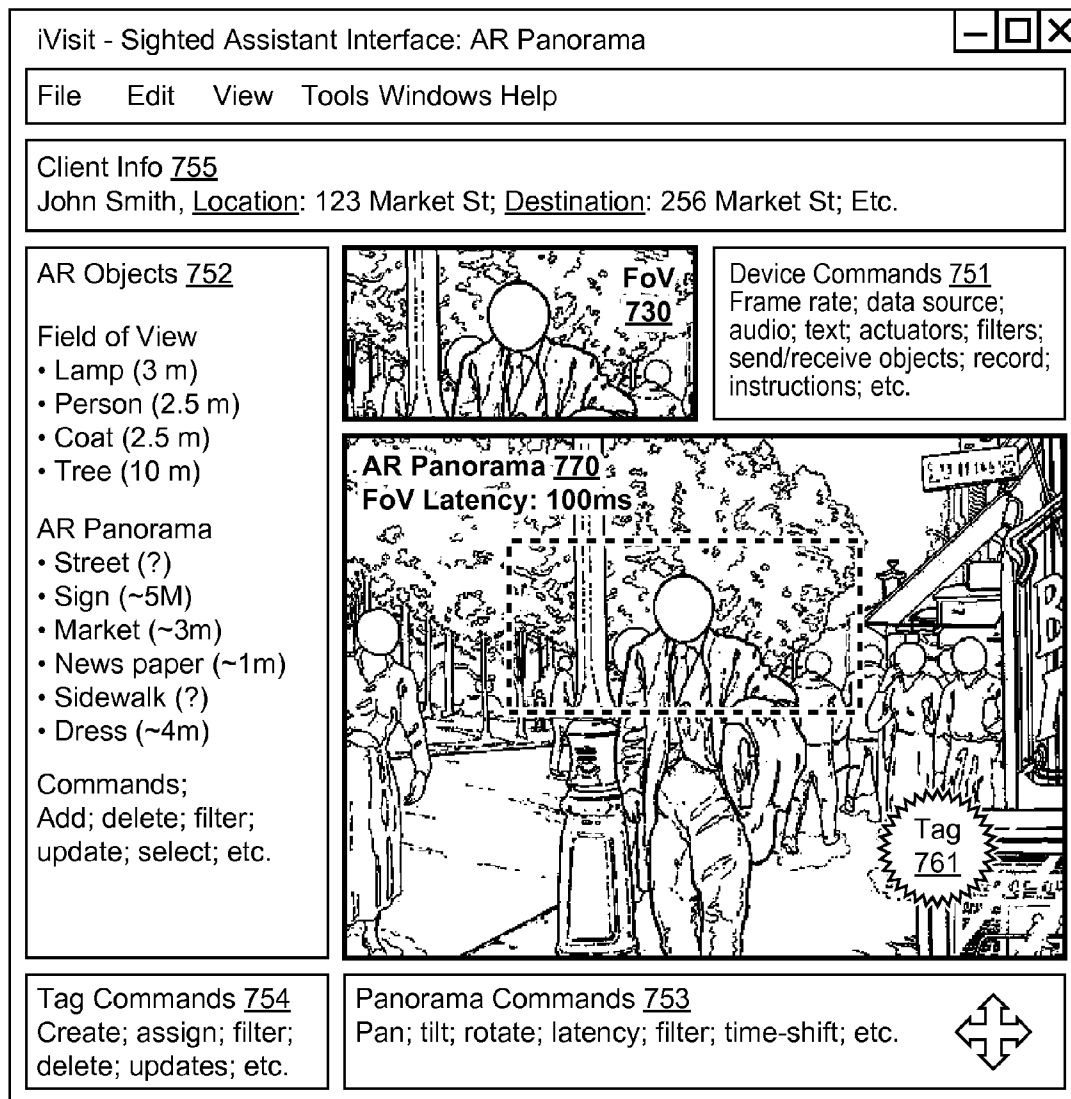 iVisit - Sighted Assistant Interface: AR Panorama
File Edit View Tools Windows Help
Client Info 755
John Smith, Location: 123 Market St; Destination: 256 Market St; Etc.
AR Objects 752
Field of View
• Lamp (3 m)
• Person (2.5 m)
• Coat (2.5 m)
• Tree (10 m)
AR Panorama
• Street (?)
• Sign (~5M)
• Market (~3m)
• News paper (~1m)
• Sidewalk (?)
• Dress (~4m)
Commands;
Add; delete; filter;
update; select; etc.
FoV
730
Device Commands 751
Frame rate; data source;
audio; text; actuators; filters;
send/receive objects; record;
instructions; etc.
AR Panorama 770
FoV Latency: 100ms
Tag
761
Tag Commands 754
Create; assign; filter;
delete; updates; etc.
Panorama Commands 753
Pan; tilt; rotate; latency; filter; time-shift; etc.